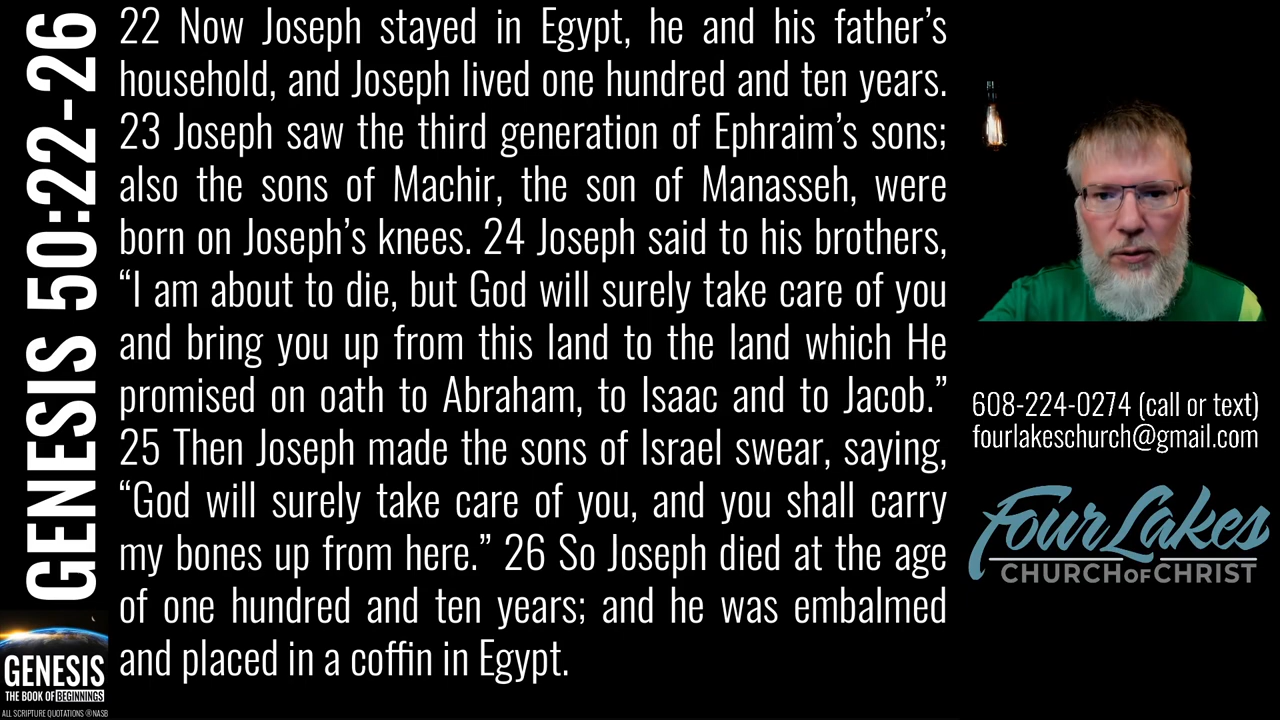 GENESIS 50:22-26
22 Now Joseph stayed in Egypt, he and his father’s
household, and Joseph lived one hundred and ten years.
23 Joseph saw the third generation of Ephraim’s sons;
also the sons of Machir, the son of Manasseh, were
born on Joseph’s knees. 24 Joseph said to his brothers,
“I am about to die, but God will surely take care of you
and bring you up from this land to the land which He
promised on oath to Abraham, to Isaac and to Jacob.”
25 Then Joseph made the sons of Israel swear, saying,
“God will surely take care of you, and you shall carry
my bones up from here.” 26 So Joseph died at the age
of one hundred and ten years; and he was embalmed
and placed in a coffin in Egypt.
GENESIS
THE BOOK OF BEGINNINGS
ALL SCRIPTURE QUOTATIONS ®NASB
608-224-0274 (call or text)
fourlakeschurch@gmail.com
Four Lakes
CHURCH OF CHRIST